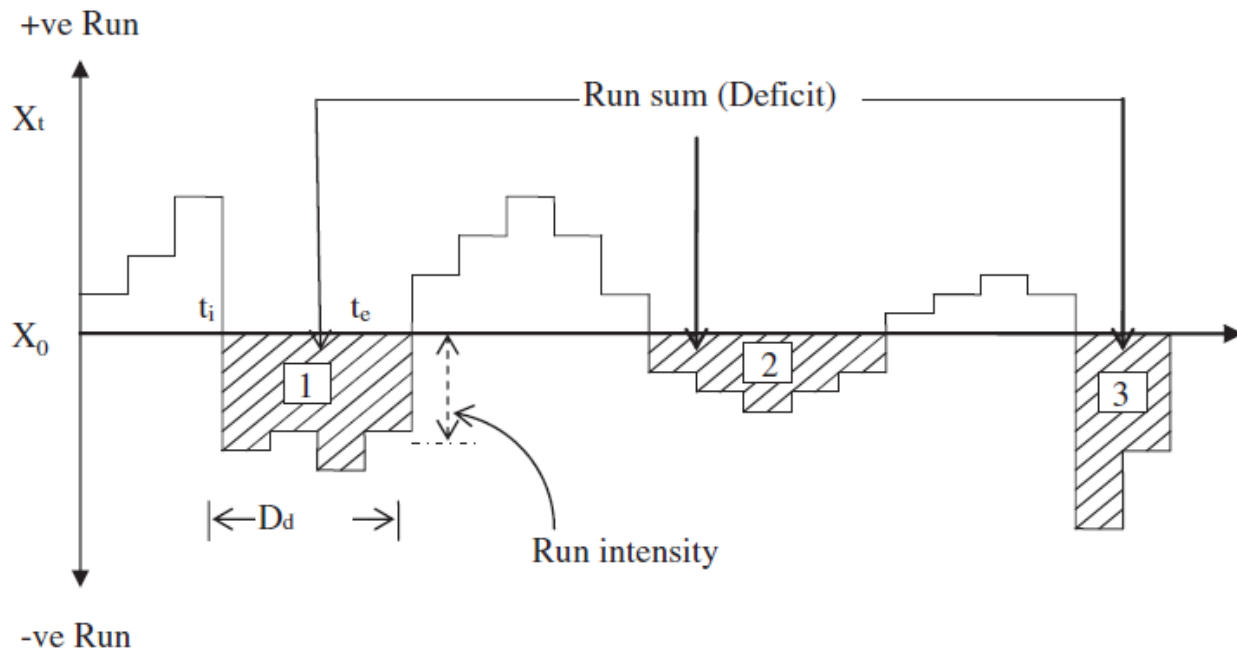 +ve Run
Run sum (Deficit)
Xt
ti
te
X0
1
2
3
Dd
Run intensity
-ve Run